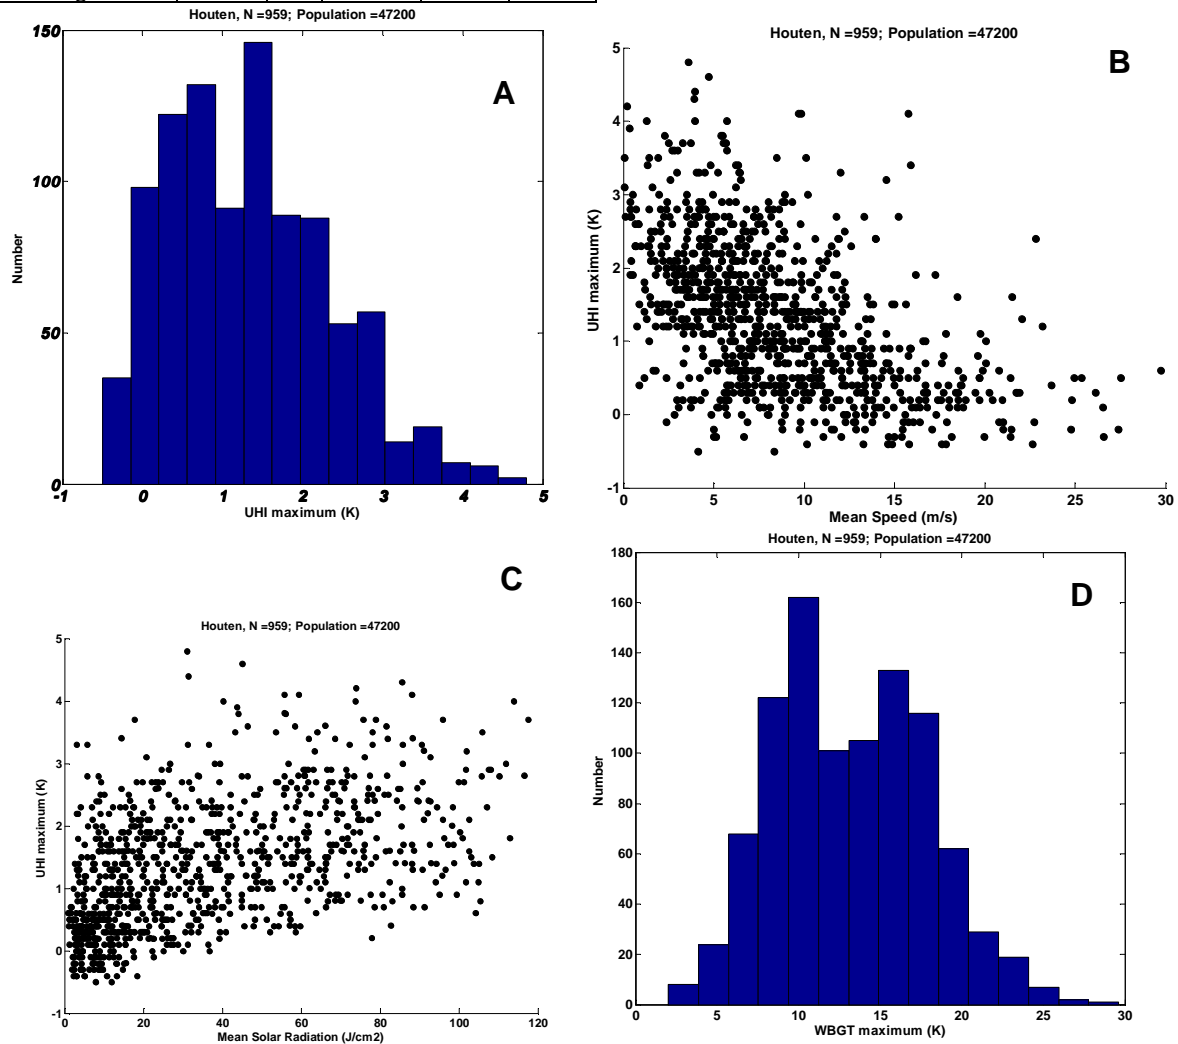 Houten, N =959; Population =47200
A
150
100
50
0
Number
-1 0 1 2 3 4 5
UHI maximum (K)
Houten, N =959; Population =47200
B
5
4
3
2
1
0
-1
UHI maximum (K)
0 5 10 15 20 25 30
Mean Speed (m/s)
C
Houten, N =959; Population =47200
5
4
3
2
1
0
-1
UHI maximum (K)
0 20 40 60 80 100 120
Mean Solar Radiation (J/cm2)
Houten, N =959; Population =47200
D
180
160
140
120
100
80
60
40
20
0
Number
0 5 10 15 20 25 30
WBGT maximum (K)